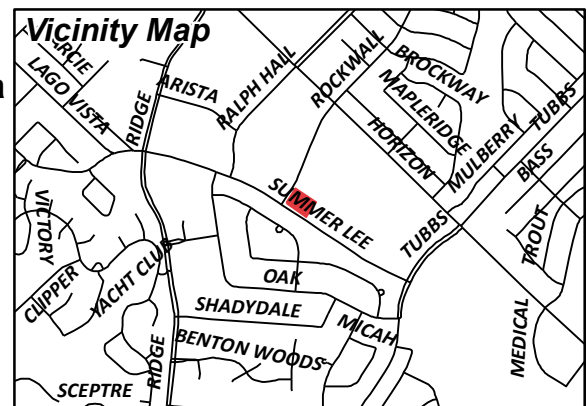 Vicinity Map
ARCIE
LAGO VISTA
RIDGE
ARISTA
RALPH HALL
ROCKWALL
BROCKWAY
MAPLERIDGE
HORIZON
MULBERRY
TUBBS
BASS
TROUT
VICTORY
CLIPPER
YACHT CLUB
SUMMER LEE
TUBBS
OAK
SHADYDALE
MICAH
BENTON WOODS
RIDGE
SCEPTRE
MEDICAL
a